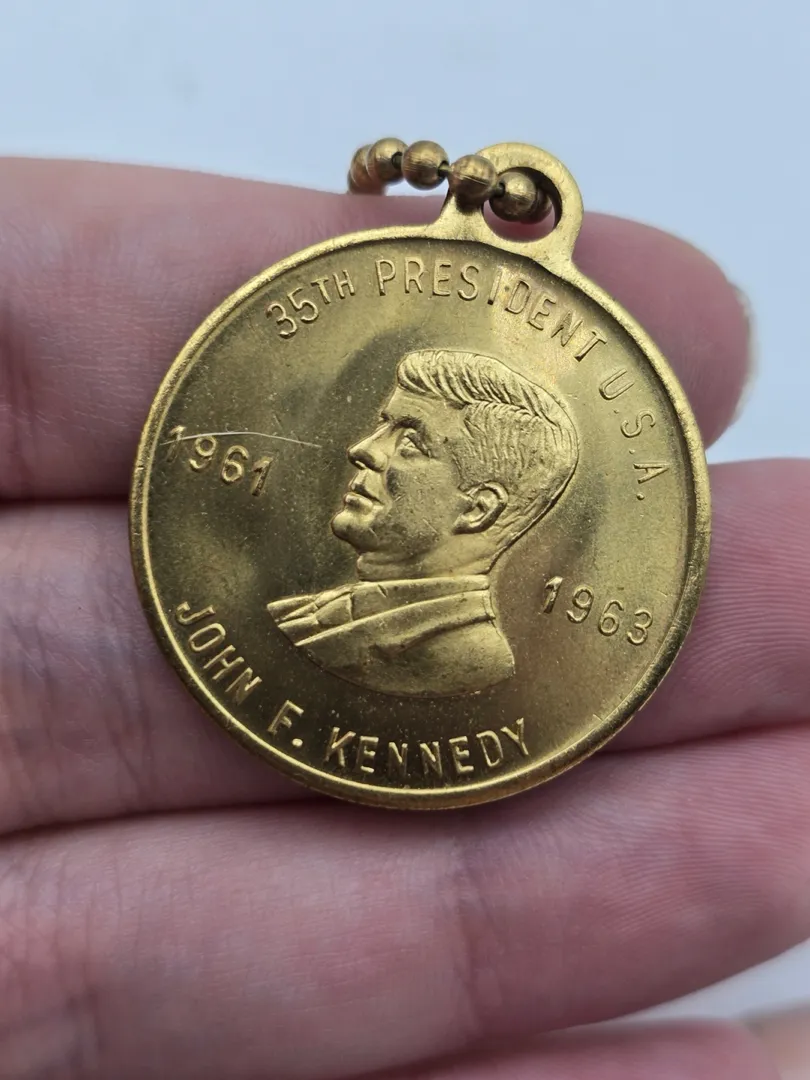 35TH PRESIDENT U.S.A.
1961
1963
JOHN F. KENNEDY